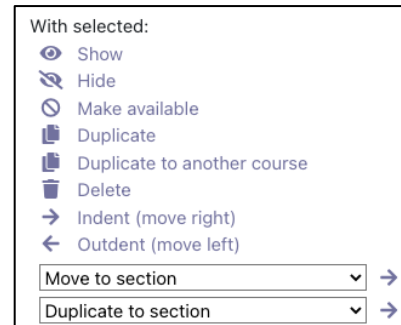 With selected:
Show
Hide
Make available
Duplicate
Duplicate to another course
Delete
Indent (move right)
Outdent (move left)
Move to section
Duplicate to section